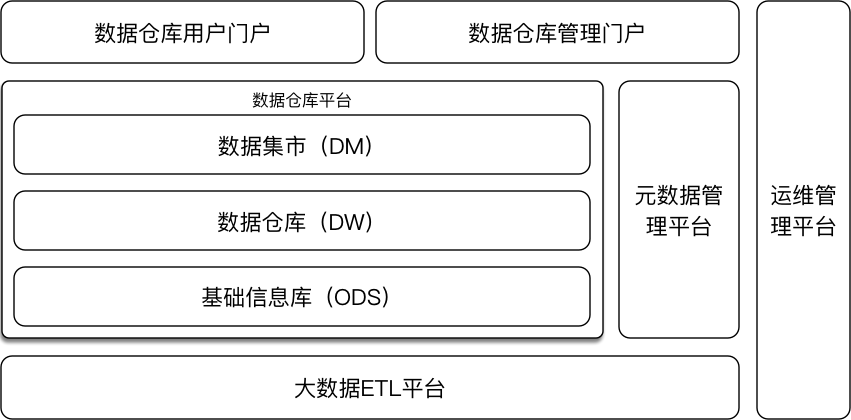 数据仓库用户门户
数据仓库管理门户
数据仓库平台
数据集市（DM）
数据仓库（DW）
基础信息库（ODS）
元数据管
理平台
运维管
理平台
大数据ETL平台